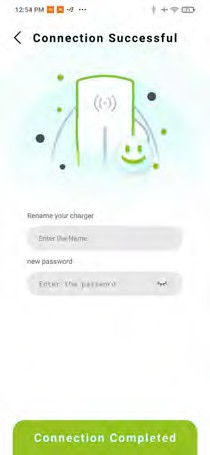 12:54 PM
Connection Successful
Rename your charger
Enter the Name
new password
Enter the password
Connection Completed